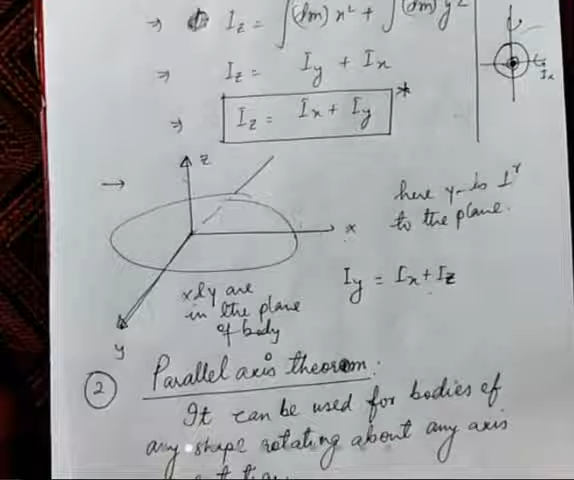 ⇒ I_z = ∫(dm) x² + ∫(dm) y²
⇒ I_z = I_y + I_x
⇒ I_z = I_x + I_y *
I_x
→
z
x
y
here y is ⊥ʳ
to the plane.
I_y = I_x + I_z
x & y are
in the plane
of body
② Parallel axis theorem:
It can be used for bodies of
any shape rotating about any axis